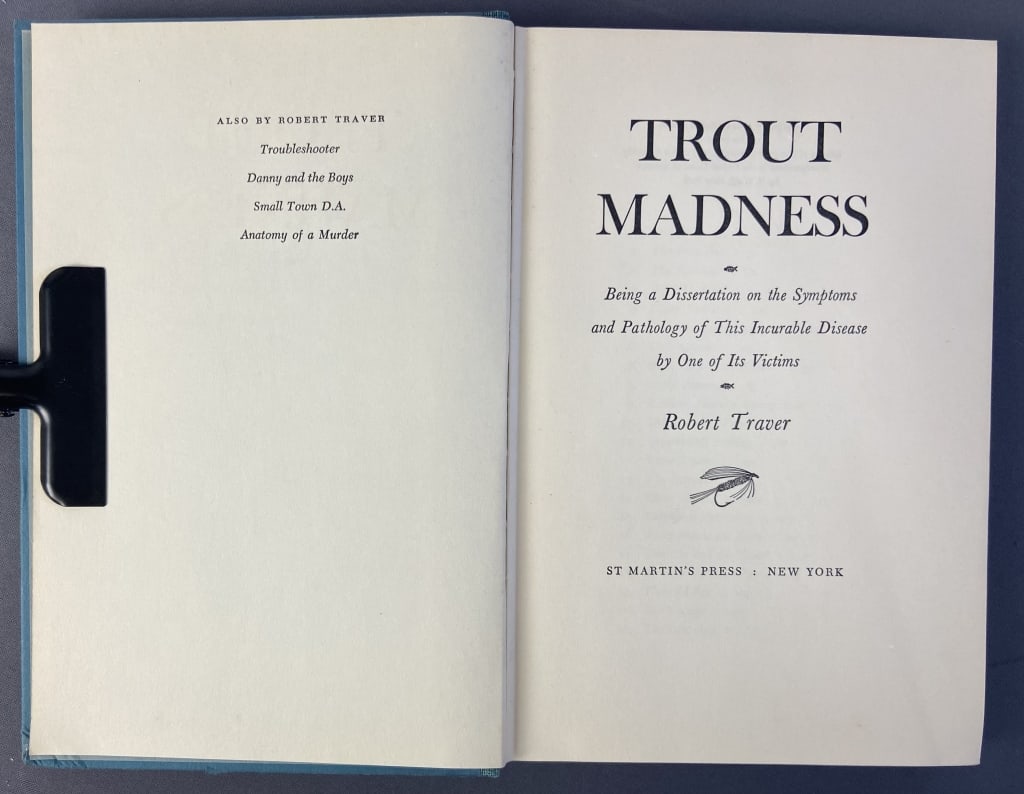 ALSO BY ROBERT TRAVER
Troubleshooter
Danny and the Boys
Small Town D.A.
Anatomy of a Murder
TROUT
MADNESS
Being a Dissertation on the Symptoms
and Pathology of This Incurable Disease
by One of Its Victims
Robert Traver
ST MARTIN'S PRESS : NEW YORK